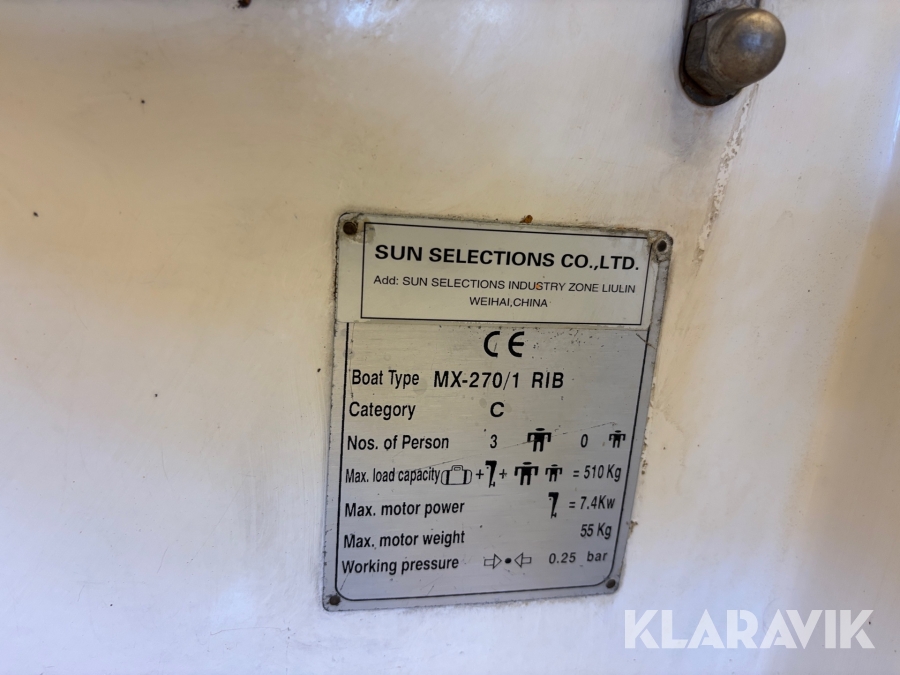 SUN SELECTIONS CO.,LTD.
Add: SUN SELECTIONS INDUSTRY ZONE LIULIN
WEIHAI,CHINA
CE
Boat Type MX-270/1 RIB
Category C
Nos. of Person 3 0
Max. load capacity + + = 510 Kg
Max. motor power = 7.4Kw
Max. motor weight 55 Kg
Working pressure 0.25 bar
KLARAVIK